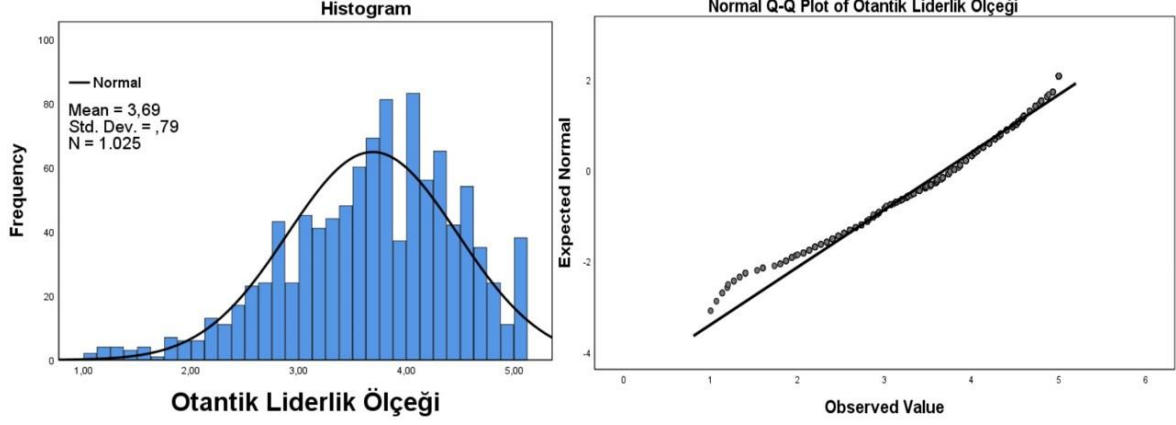 Histogram
Frequency
100
80
60
40
20
0
Normal
Mean = 3,69
Std. Dev. = ,79
N = 1.025
1,00 2,00 3,00 4,00 5,00
Otantik Liderlik Ölçeği
Normal Q-Q Plot of Otantik Liderlik Ölçeği
Expected Normal
2
0
-2
-4
0 1 2 3 4 5 6
Observed Value